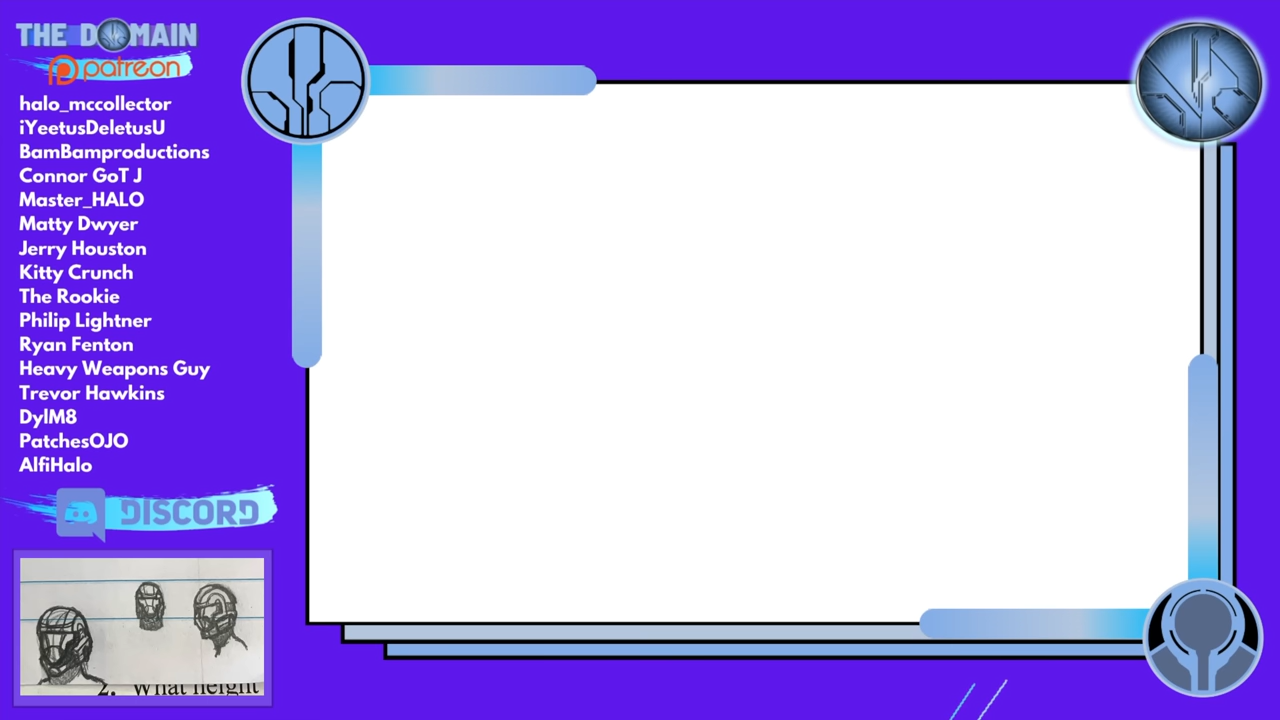 THE DOMAIN
patreon
halo_mccollector
iYeetusDeletusU
BamBamproductions
Connor GoT J
Master_HALO
Matty Dwyer
Jerry Houston
Kitty Crunch
The Rookie
Philip Lightner
Ryan Fenton
Heavy Weapons Guy
Trevor Hawkins
DylM8
PatchesOJO
AlfiHalo
DISCORD
2. What height